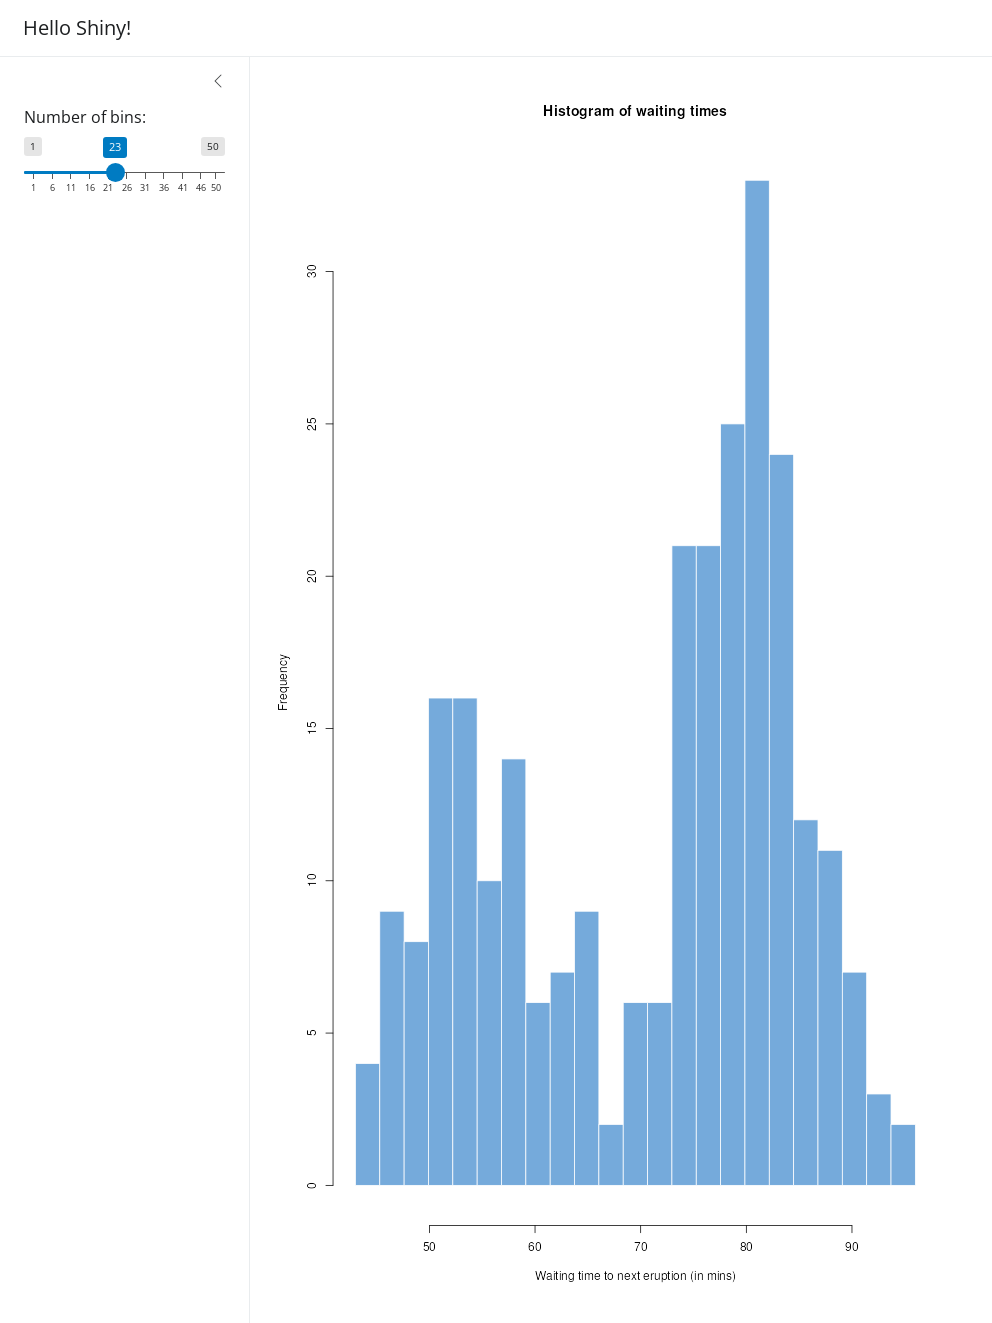 Hello Shiny!
Number of bins:
1 23 50
1 6 11 16 21 26 31 36 41 46 50
Histogram of waiting times
Frequency
30
25
20
15
10
5
0
50 60 70 80 90
Waiting time to next eruption (in mins)